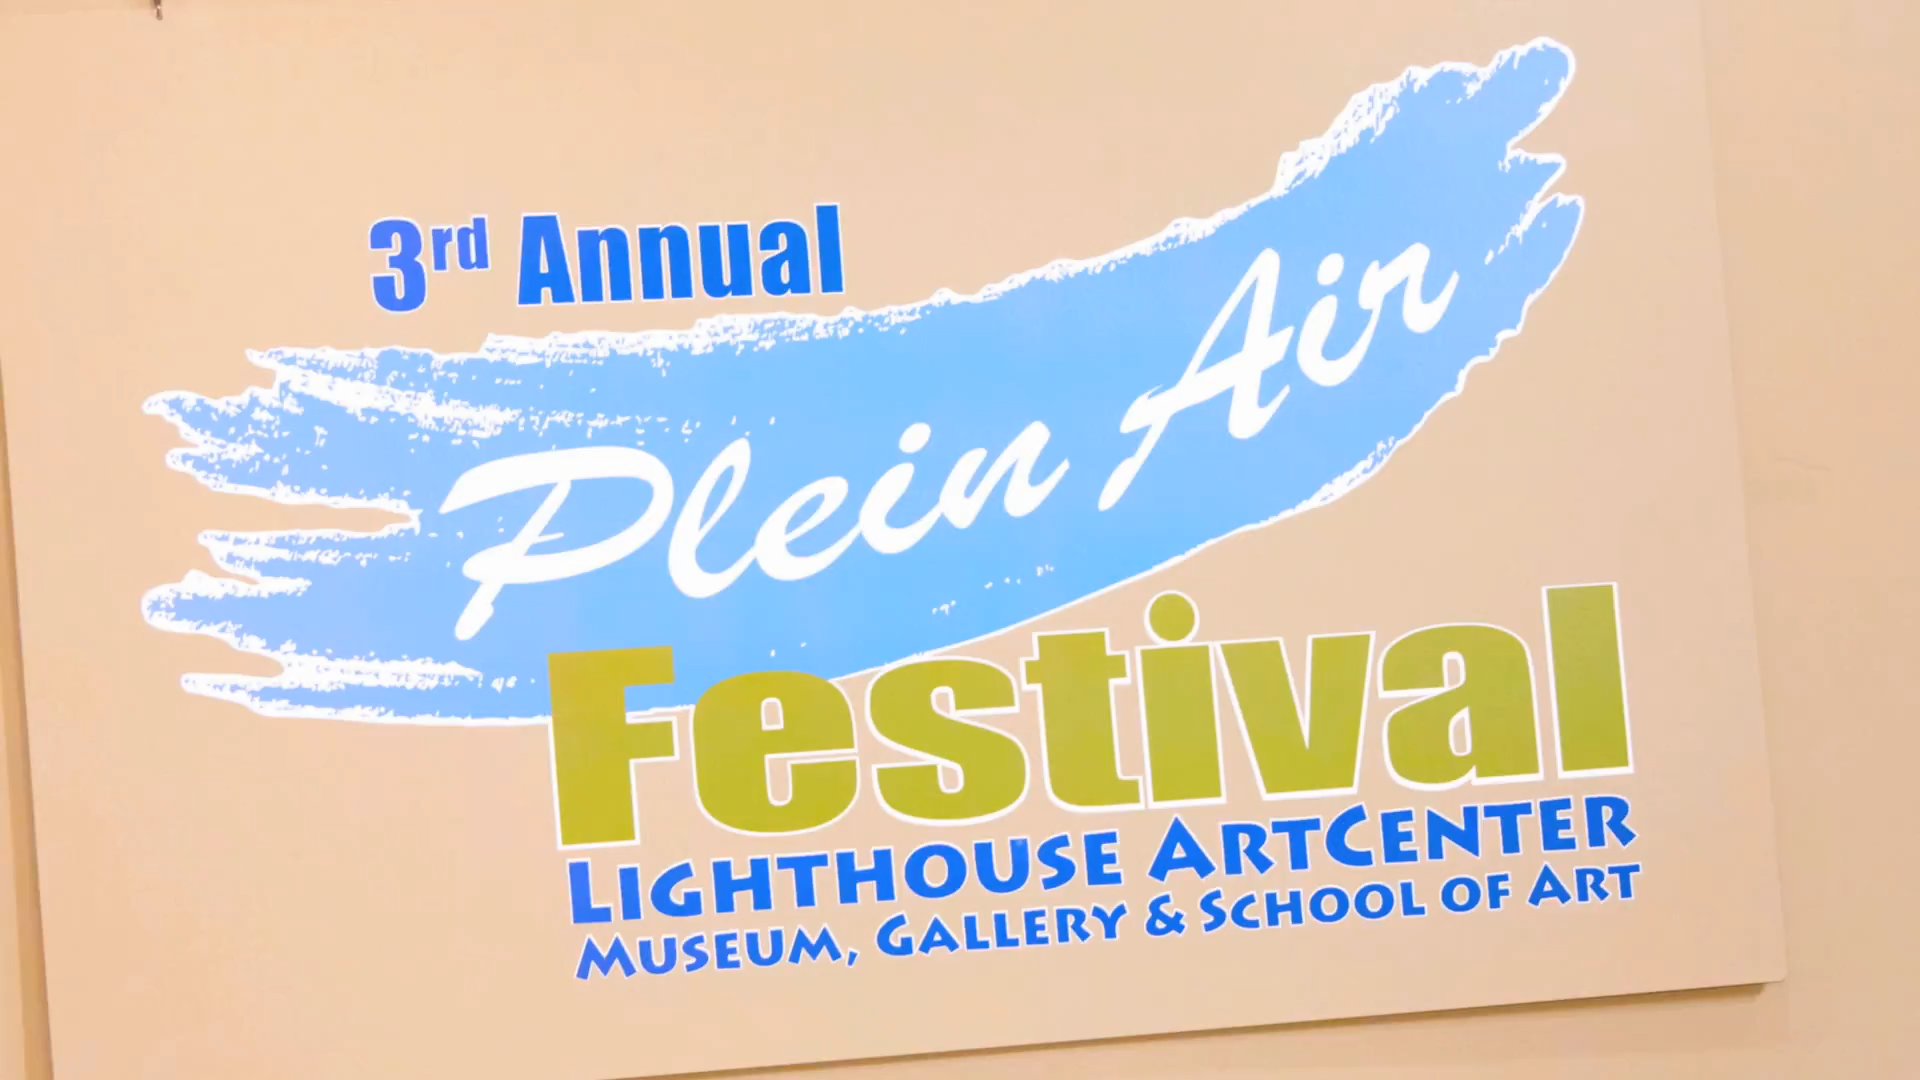 3rd Annual
Plein Air
Festival
LIGHTHOUSE ARTCENTER
MUSEUM, GALLERY & SCHOOL OF ART